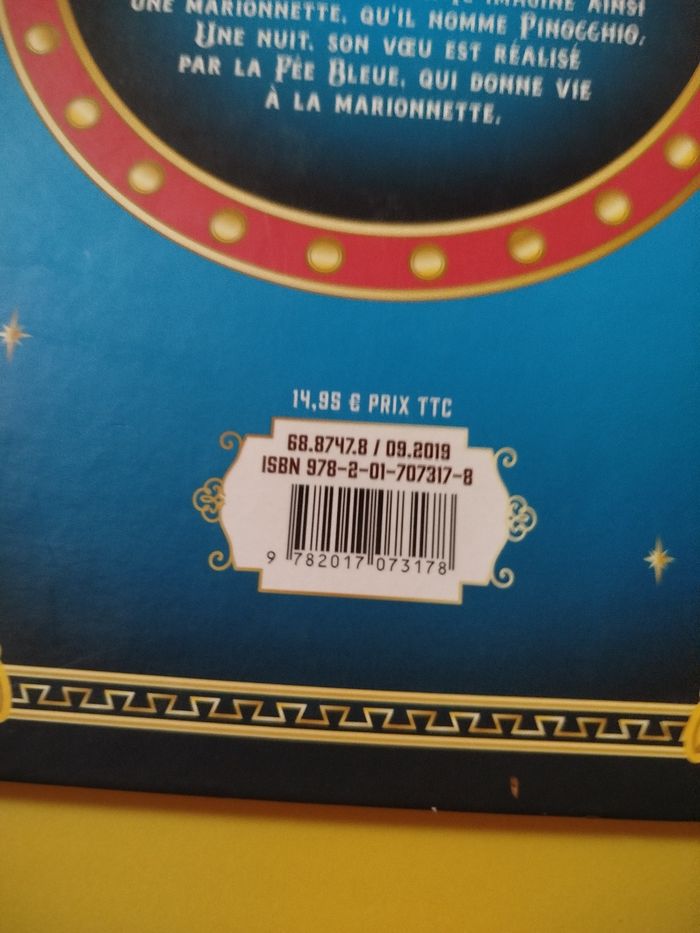 IMAGINE AINSI
UNE MARIONNETTE, QU'IL NOMME PINOCCHIO.
UNE NUIT, SON VŒU EST RÉALISÉ
PAR LA FÉE BLEUE, QUI DONNE VIE
À LA MARIONNETTE.
14,95 € PRIX TTC
68.8747.8 / 09.2019
ISBN 978-2-01-707317-8
9 782017 073178